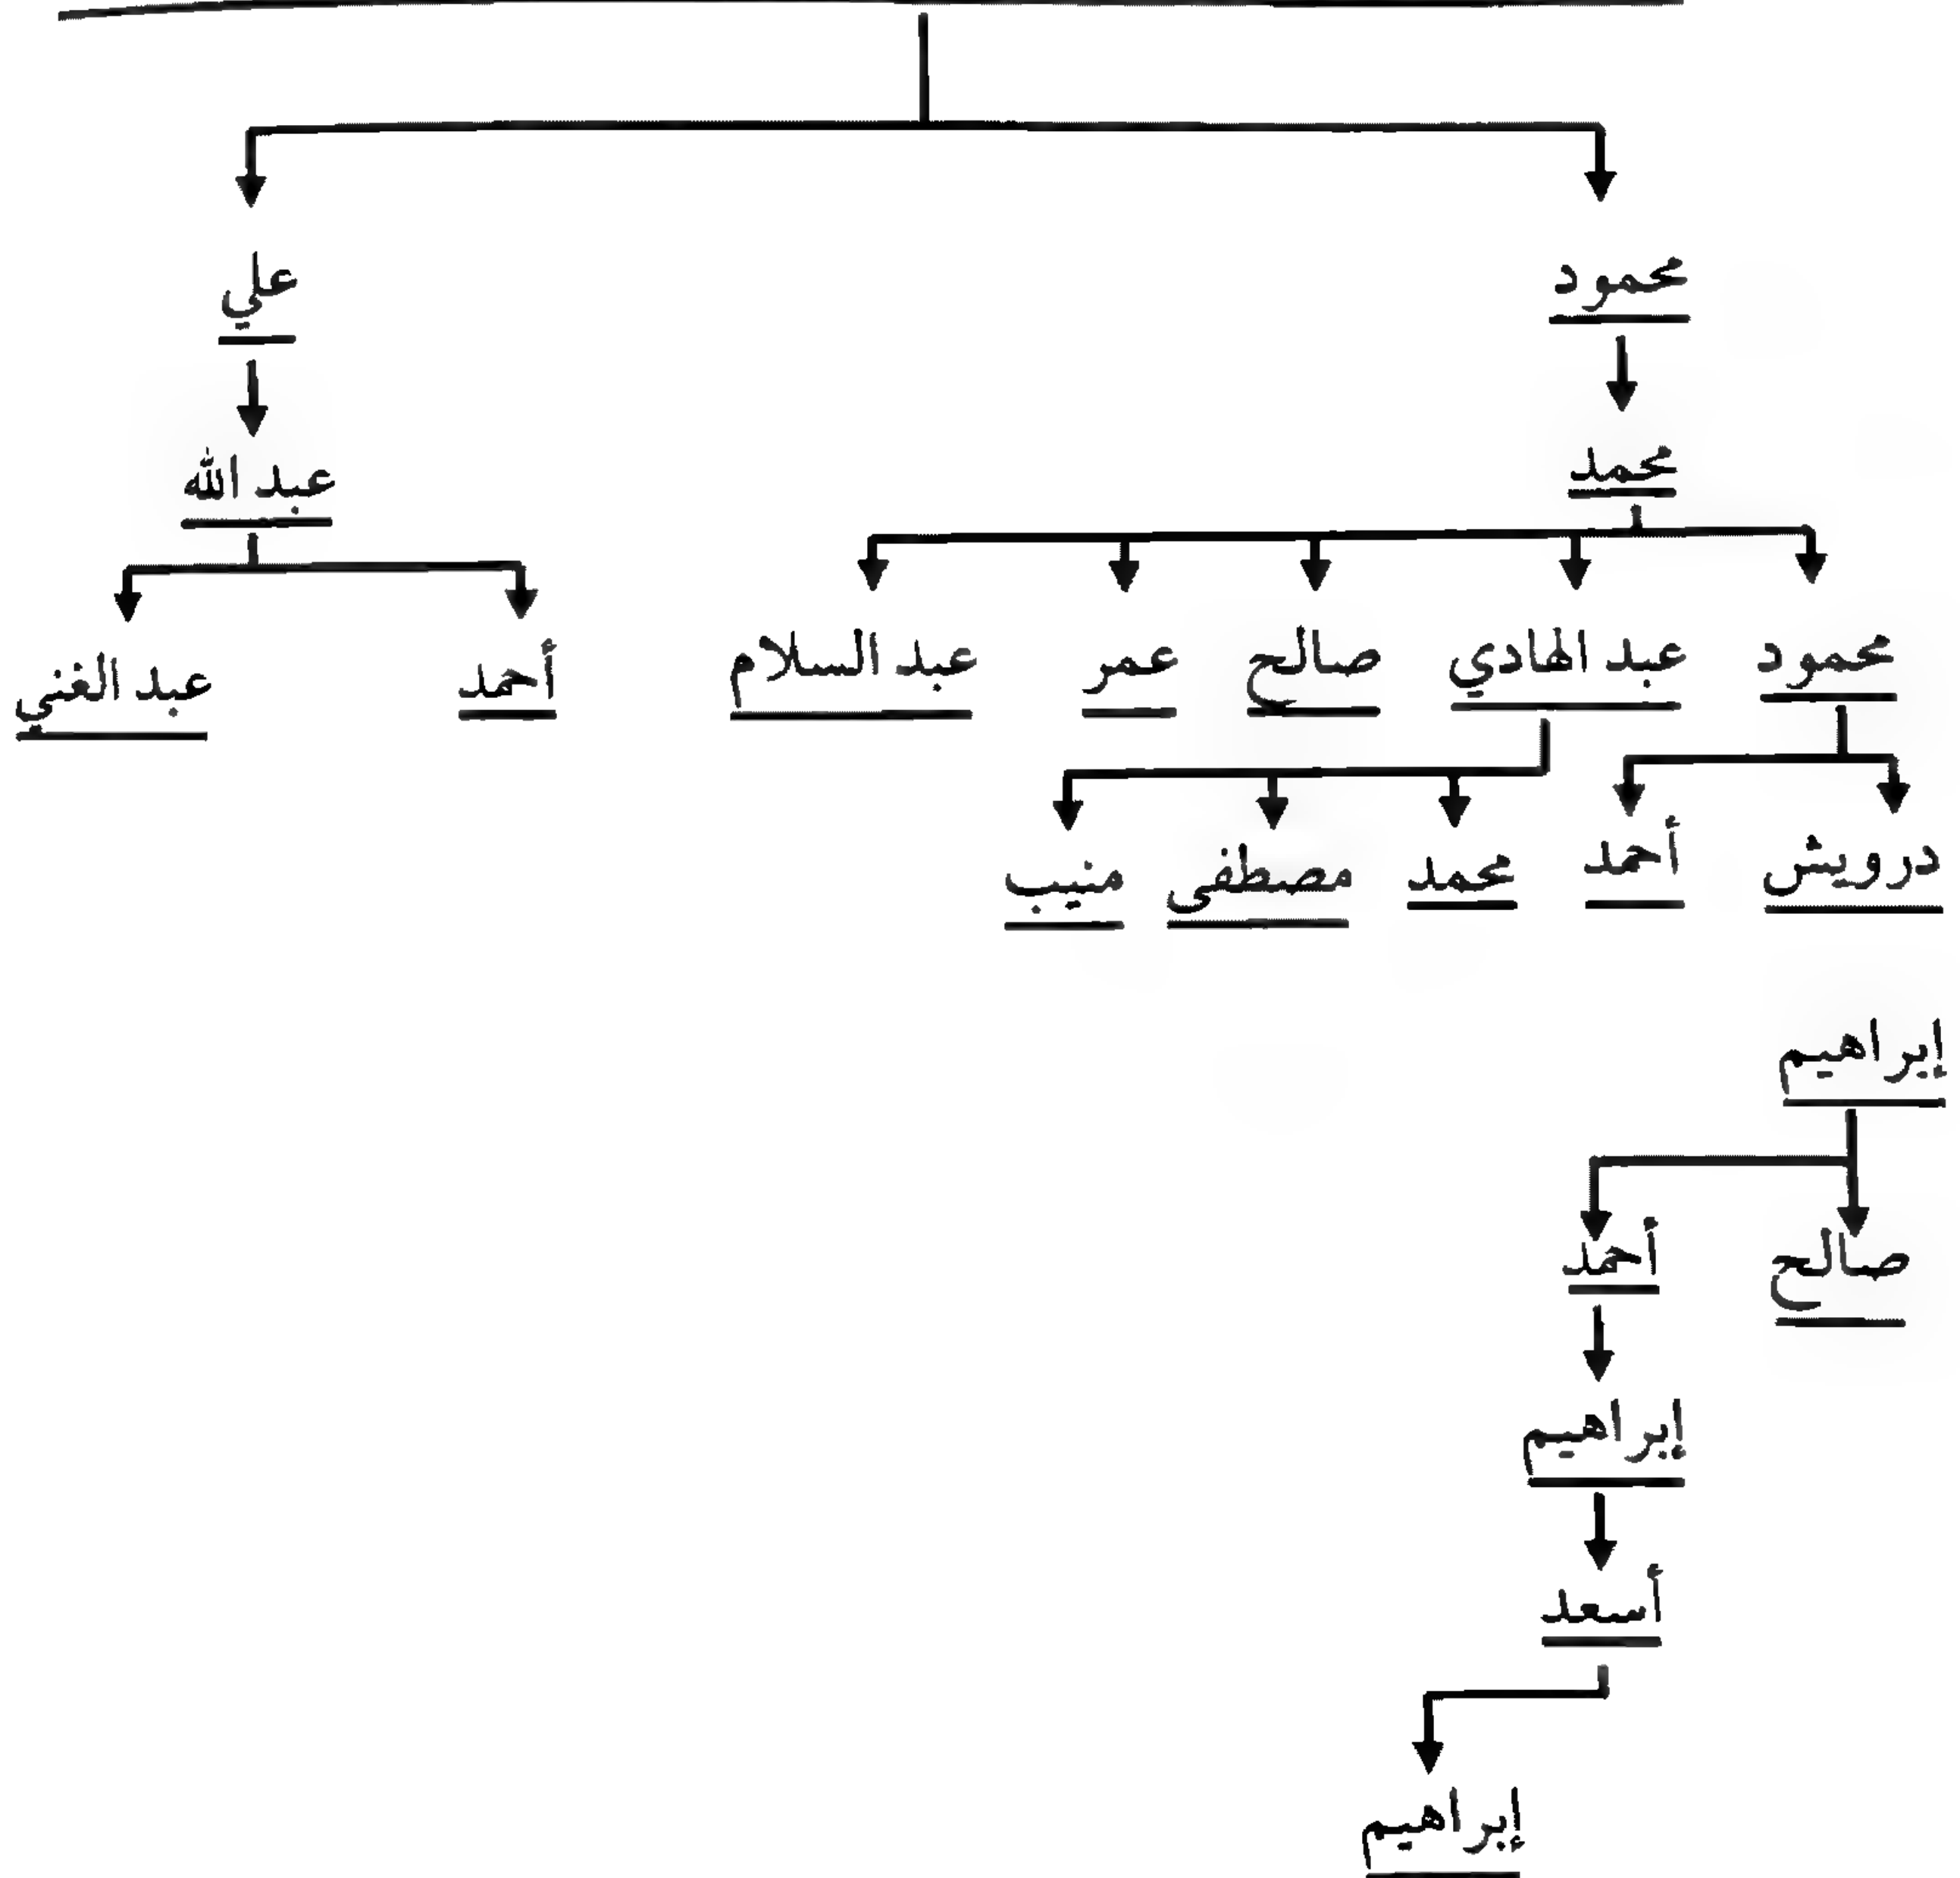 محمود علي
محمد عبد الله
محمود عبد الهادي صالح عمر عبد السلام أحمد عبد الغني
درويش أحمد محمد مصطفى منيب
إبراهيم
صالح أحمد
إبراهيم
أسعد
إبراهيم